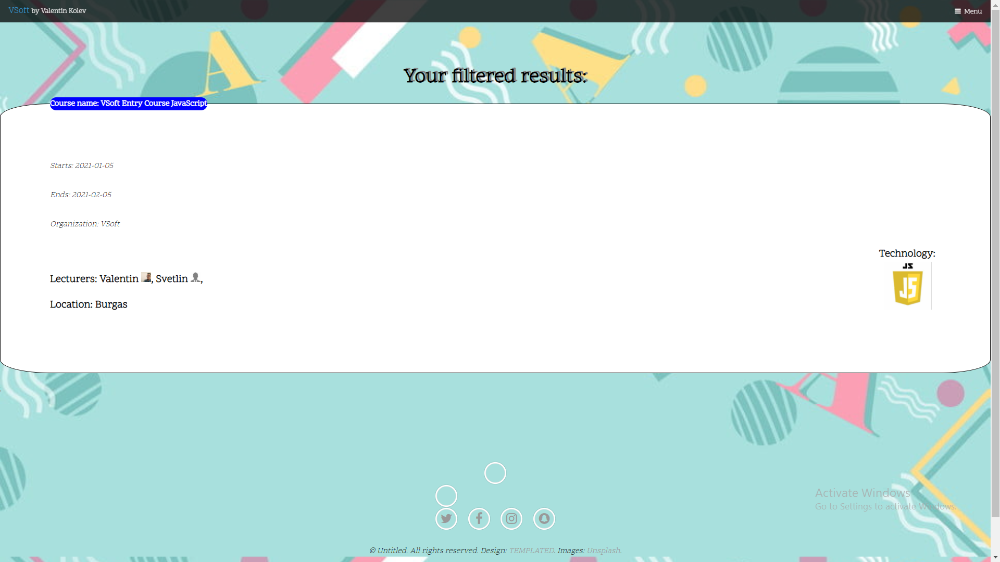 VSoft by Valentin Kolev
Menu
Your filtered results:
Course name: VSoft Entry Course JavaScript
Starts: 2021-01-05
Ends: 2021-02-05
Organization: VSoft
Technology:
JS
JS
Lecturers: Valentin , Svetlin ,
Location: Burgas
;
Activate Windows
Go to Settings to activate Windows.
© Untitled. All rights reserved. Design: TEMPLATED. Images: Unsplash.